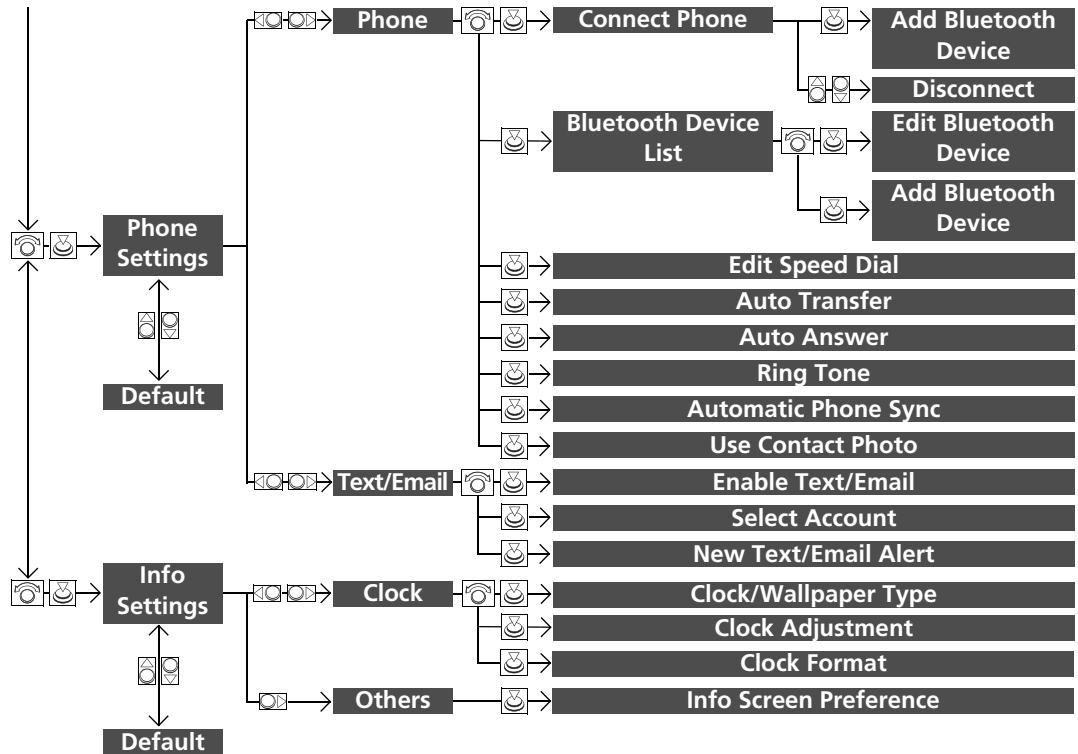 Phone
Connect Phone
Add Bluetooth
Device
Disconnect
Bluetooth Device
List
Edit Bluetooth
Device
Add Bluetooth
Device
Phone
Settings
Default
Edit Speed Dial
Auto Transfer
Auto Answer
Ring Tone
Automatic Phone Sync
Use Contact Photo
Text/Email
Enable Text/Email
Select Account
New Text/Email Alert
Info
Settings
Default
Clock
Clock/Wallpaper Type
Clock Adjustment
Clock Format
Others
Info Screen Preference